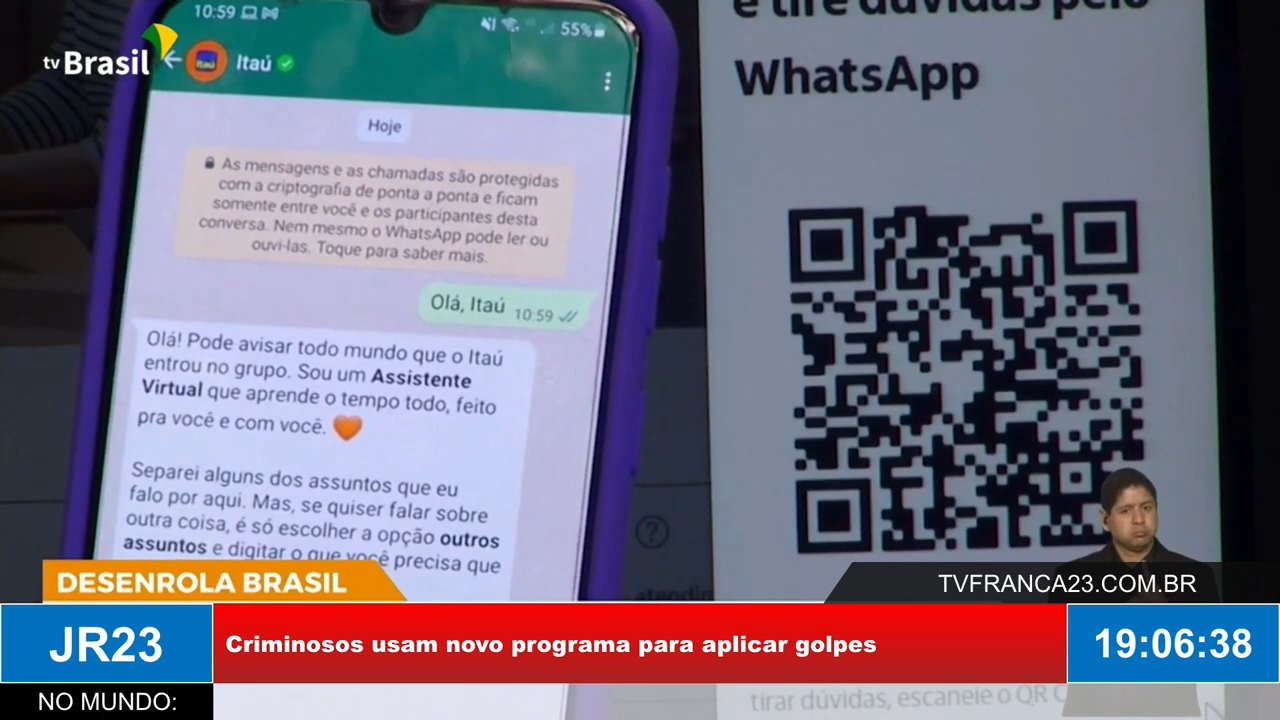 10:59
55%
tv Brasil
Itaú
Itaú
Hoje
As mensagens e as chamadas são protegidas
com a criptografia de ponta a ponta e ficam
somente entre você e os participantes desta
conversa. Nem mesmo o WhatsApp pode ler ou
ouvi-las. Toque para saber mais.
Olá, Itaú 10:59
Olá! Pode avisar todo mundo que o Itaú
entrou no grupo. Sou um Assistente
Virtual que aprende o tempo todo, feito
pra você e com você.
Separei alguns dos assuntos que eu
falo por aqui. Mas, se quiser falar sobre
outra coisa, é só escolher a opção outros
assuntos e digitar o que você precisa que
e tire dúvidas pelo
WhatsApp
?
DESENROLA BRASIL
TVFRANCA23.COM.BR
JR23
Criminosos usam novo programa para aplicar golpes
19:06:38
NO MUNDO:
tirar dúvidas, escaneie o QR